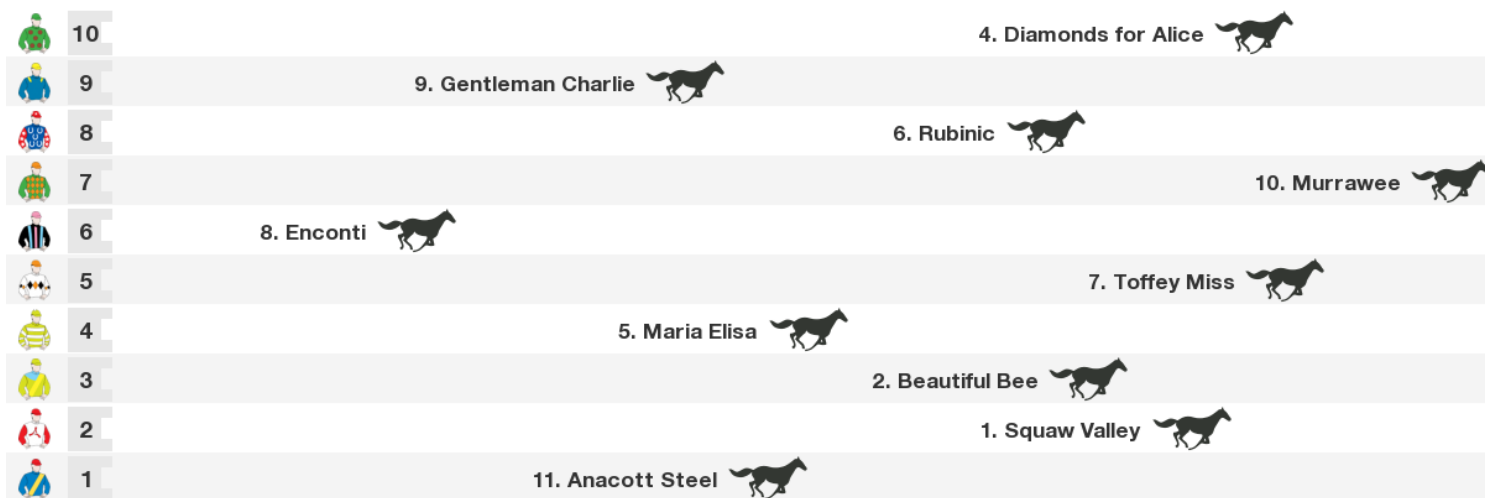 10 4. Diamonds for Alice
9 9. Gentleman Charlie
8 6. Rubinic
7 10. Murrawee
6 8. Enconti
5 7. Toffey Miss
4 5. Maria Elisa
3 2. Beautiful Bee
2 1. Squaw Valley
1 11. Anacott Steel